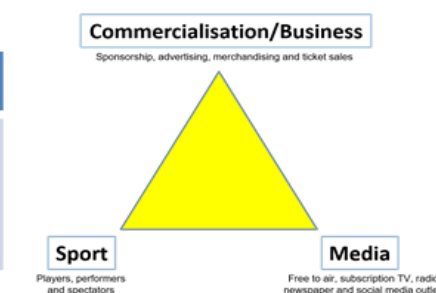 Commercialisation/Business
Sponsorship, advertising, merchandising and ticket sales
Sport
Media
Players, performers
and spectators
Free to air, subscription TV, radio
newspaper and social media